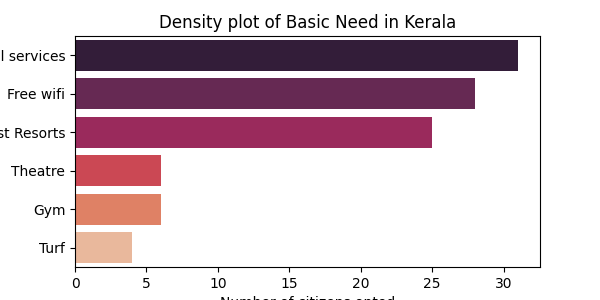 Density plot of Basic Need in Kerala
l services
Free wifi
st Resorts
Theatre
Gym
Turf
0 5 10 15 20 25 30
Number of citizens opted